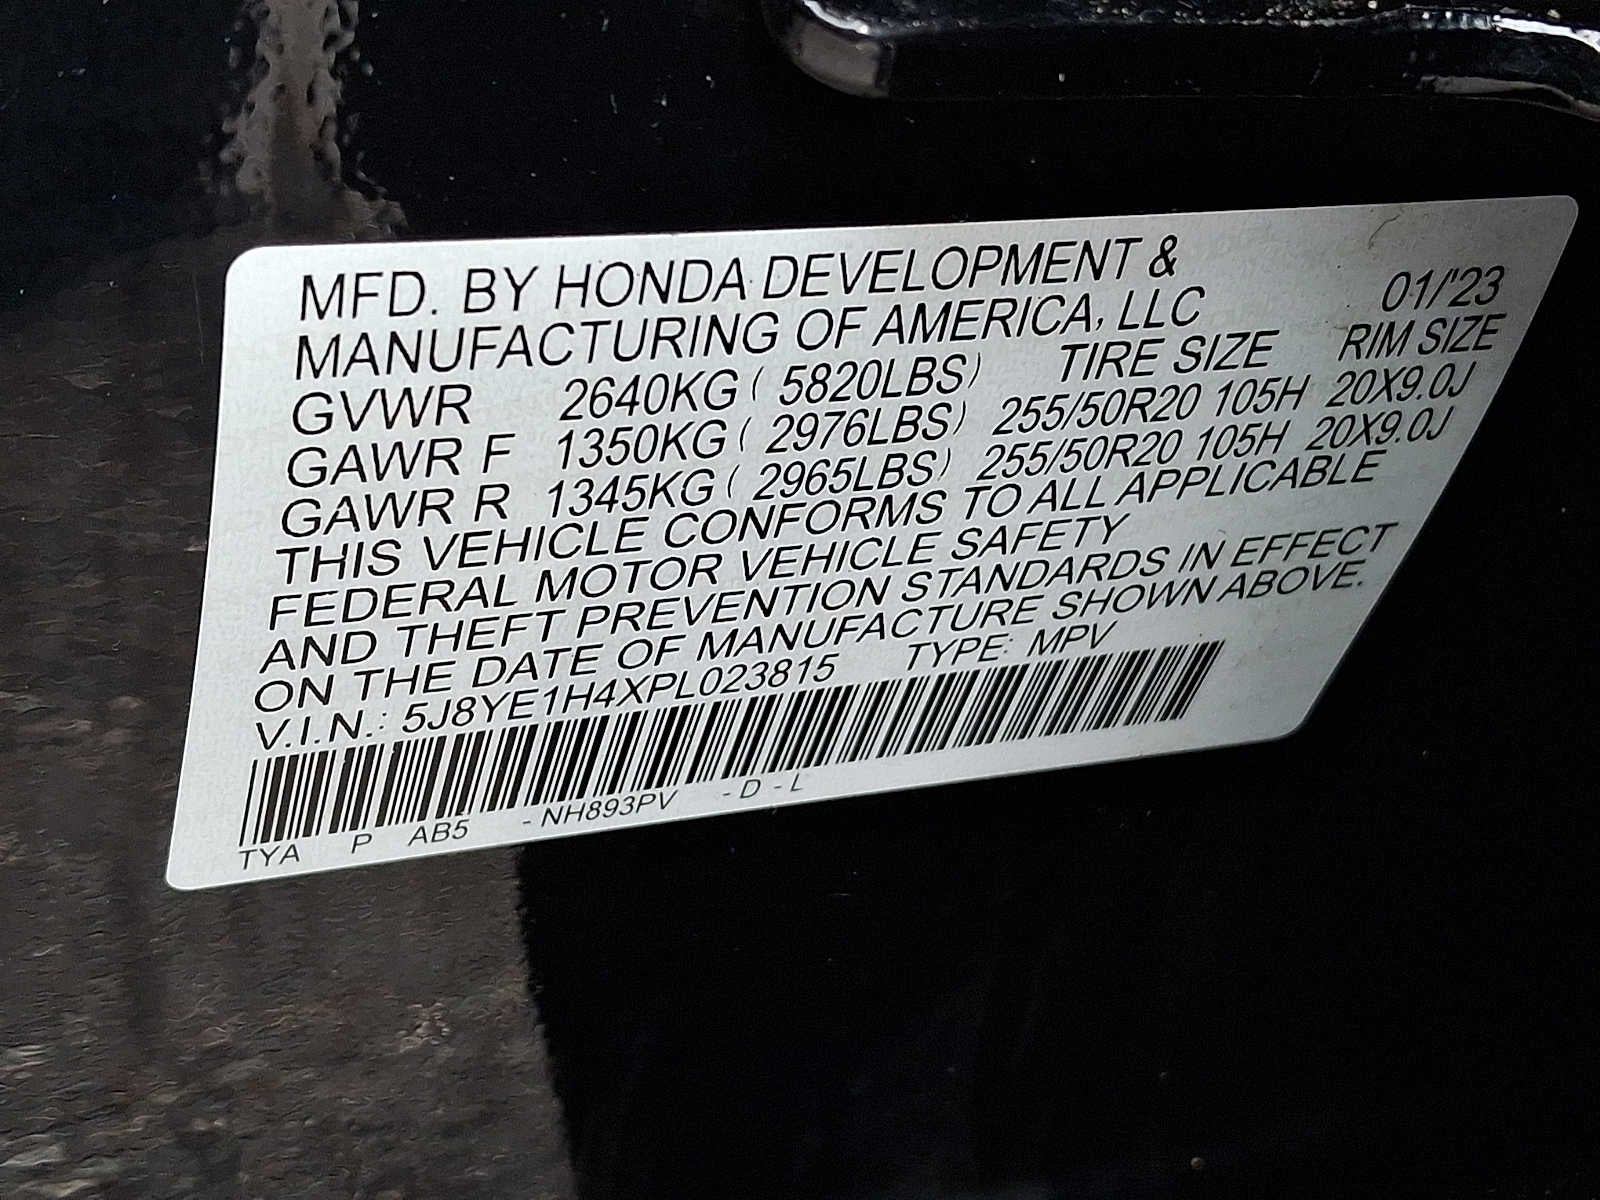 MFD. BY HONDA DEVELOPMENT &
MANUFACTURING OF AMERICA, LLC 01/'23
GVWR 2640KG ( 5820LBS) TIRE SIZE RIM SIZE
GAWR F 1350KG ( 2976LBS) 255/50R20 105H 20X9.0J
GAWR R 1345KG ( 2965LBS) 255/50R20 105H 20X9.0J
THIS VEHICLE CONFORMS TO ALL APPLICABLE
FEDERAL MOTOR VEHICLE SAFETY
AND THEFT PREVENTION STANDARDS IN EFFECT
ON THE DATE OF MANUFACTURE SHOWN ABOVE.
V.I.N.: 5J8YE1H4XPL023815 TYPE: MPV
TYA P AB5 - NH893PV - D - L